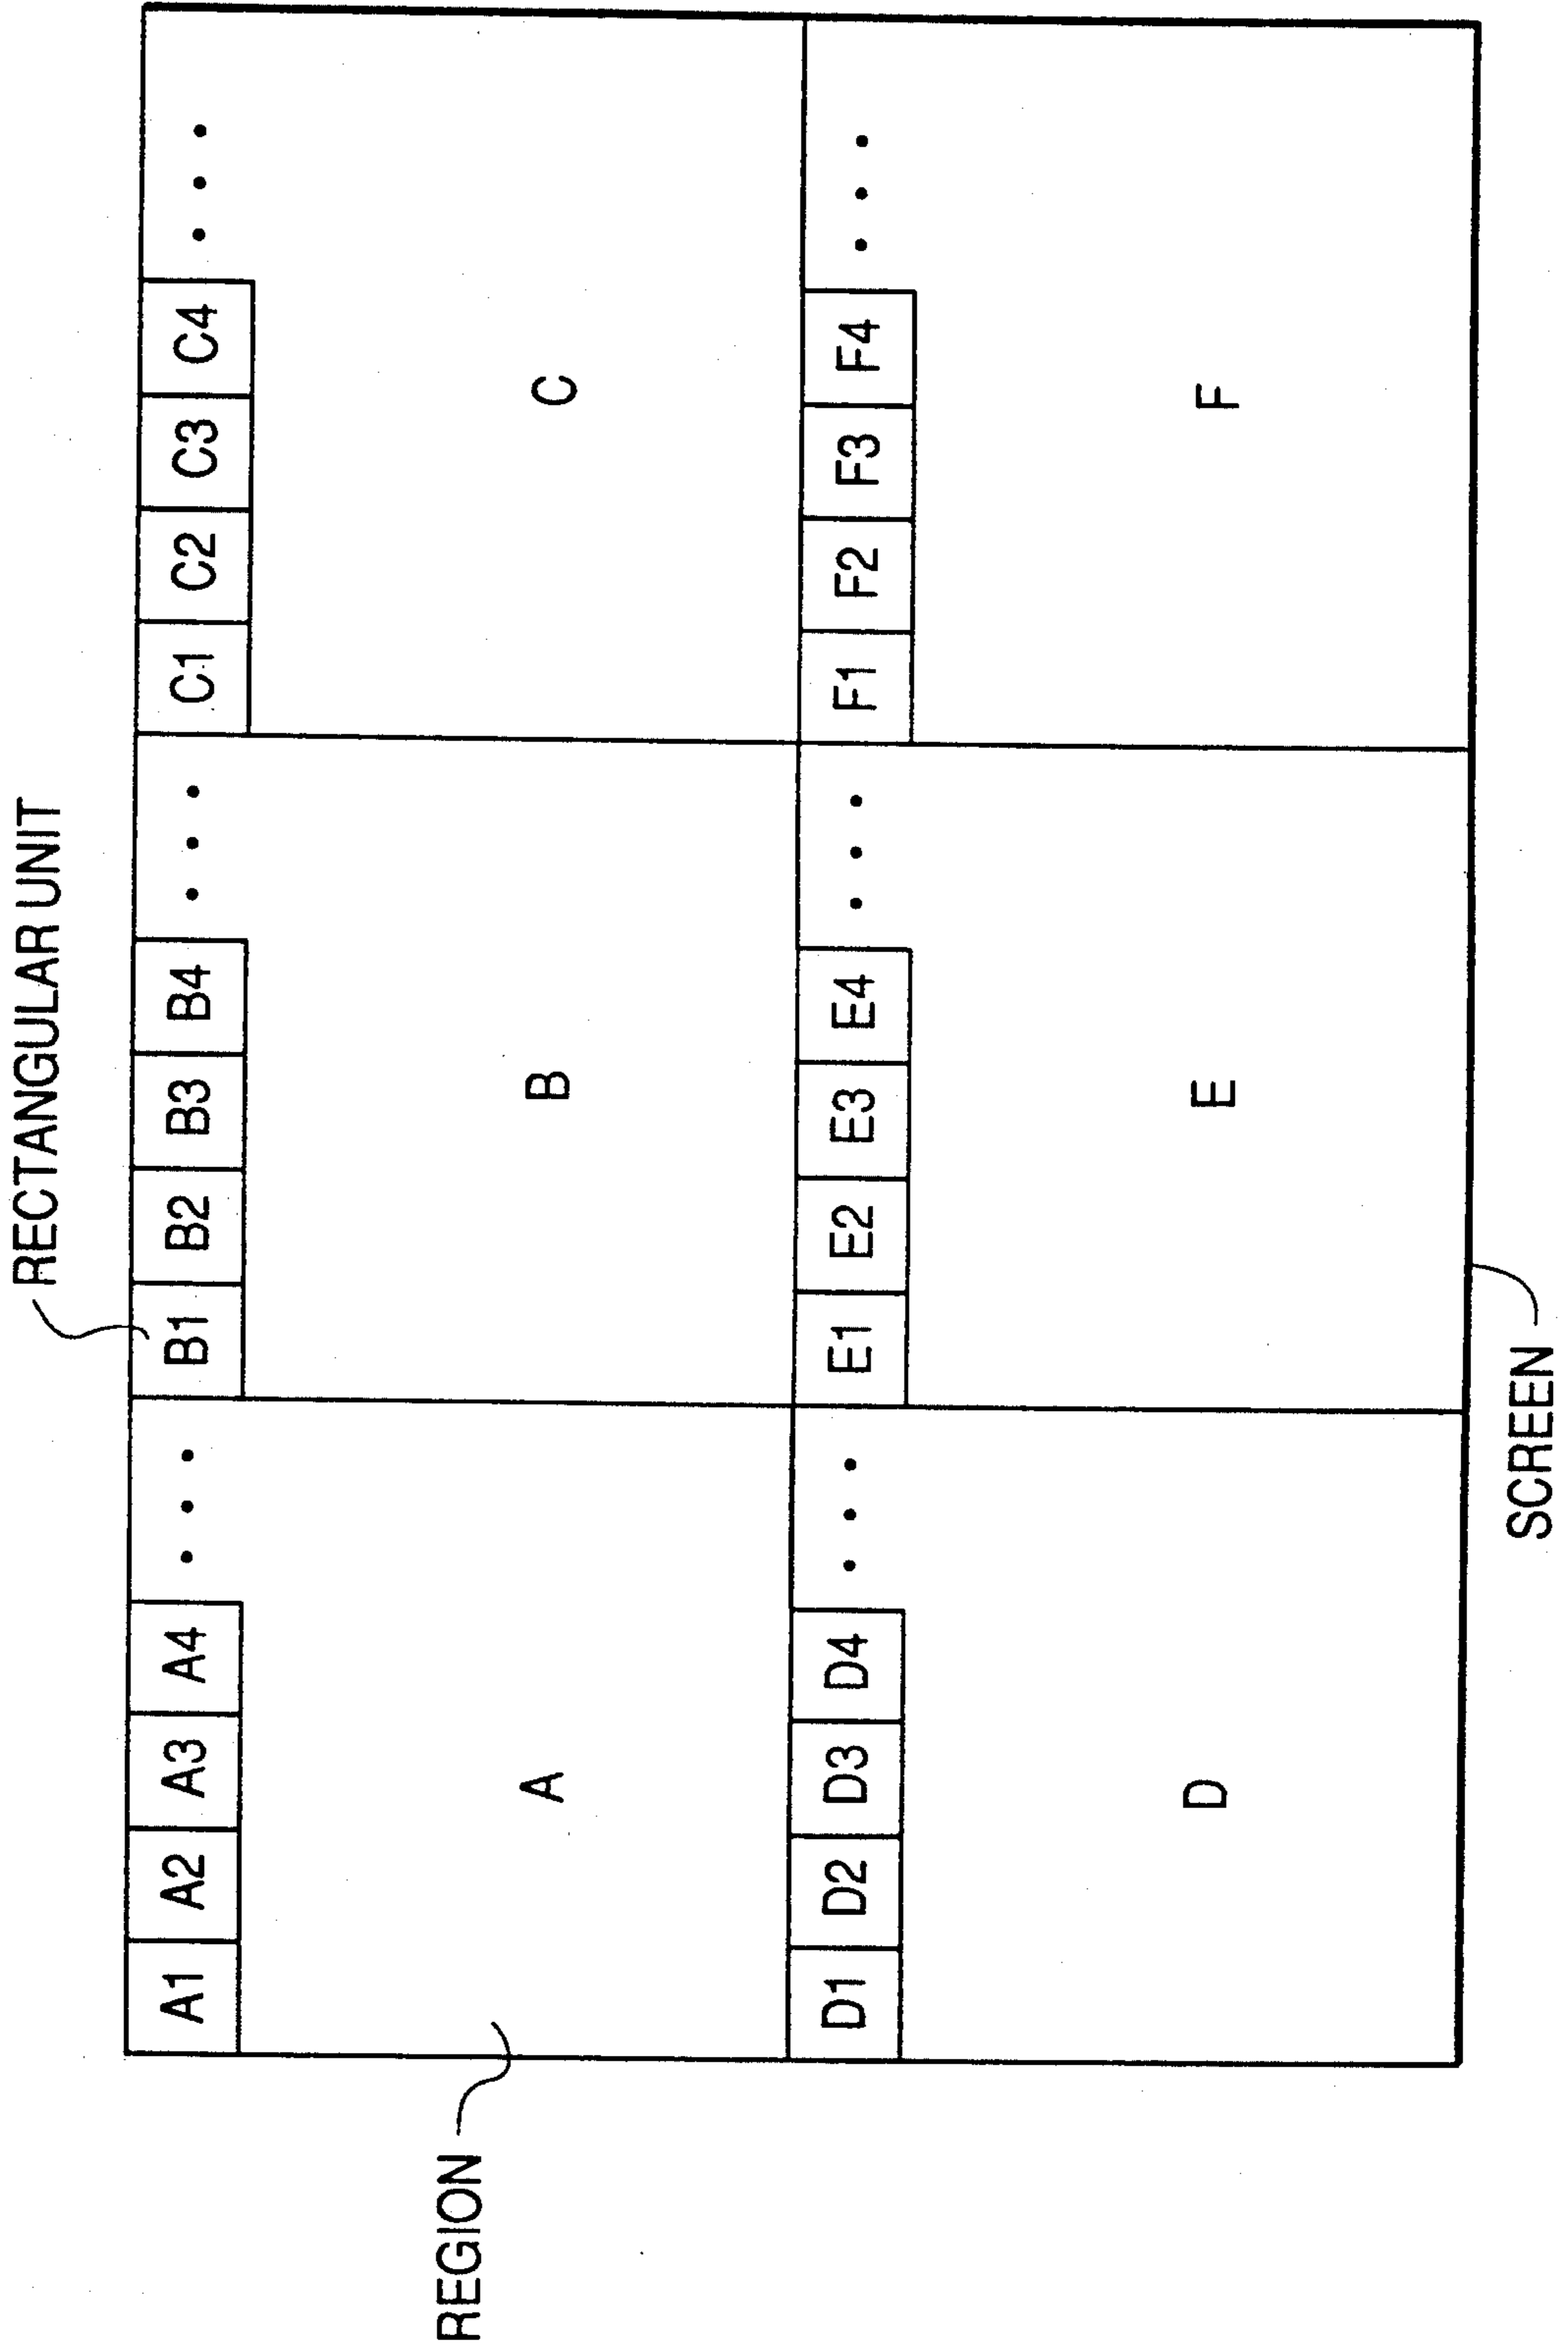 RECTANGULAR UNIT
A1 A2 A3 A4 • • • B1 B2 B3 B4 • • • C1 C2 C3 C4 • • •
REGION
A B C
D1 D2 D3 D4 • • • E1 E2 E3 E4 • • • F1 F2 F3 F4 • • •
D E F
SCREEN